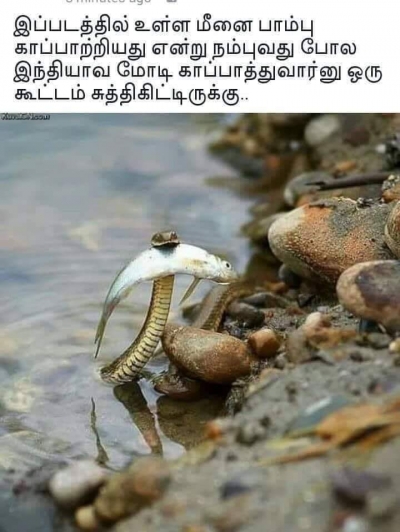 இப்படத்தில் உள்ள மீனை பாம்பு
காப்பாற்றியது என்று நம்புவது போல
இந்தியாவ மோடி காப்பாத்துவார்னு ஒரு
கூட்டம் சுத்திகிட்டிருக்கு..